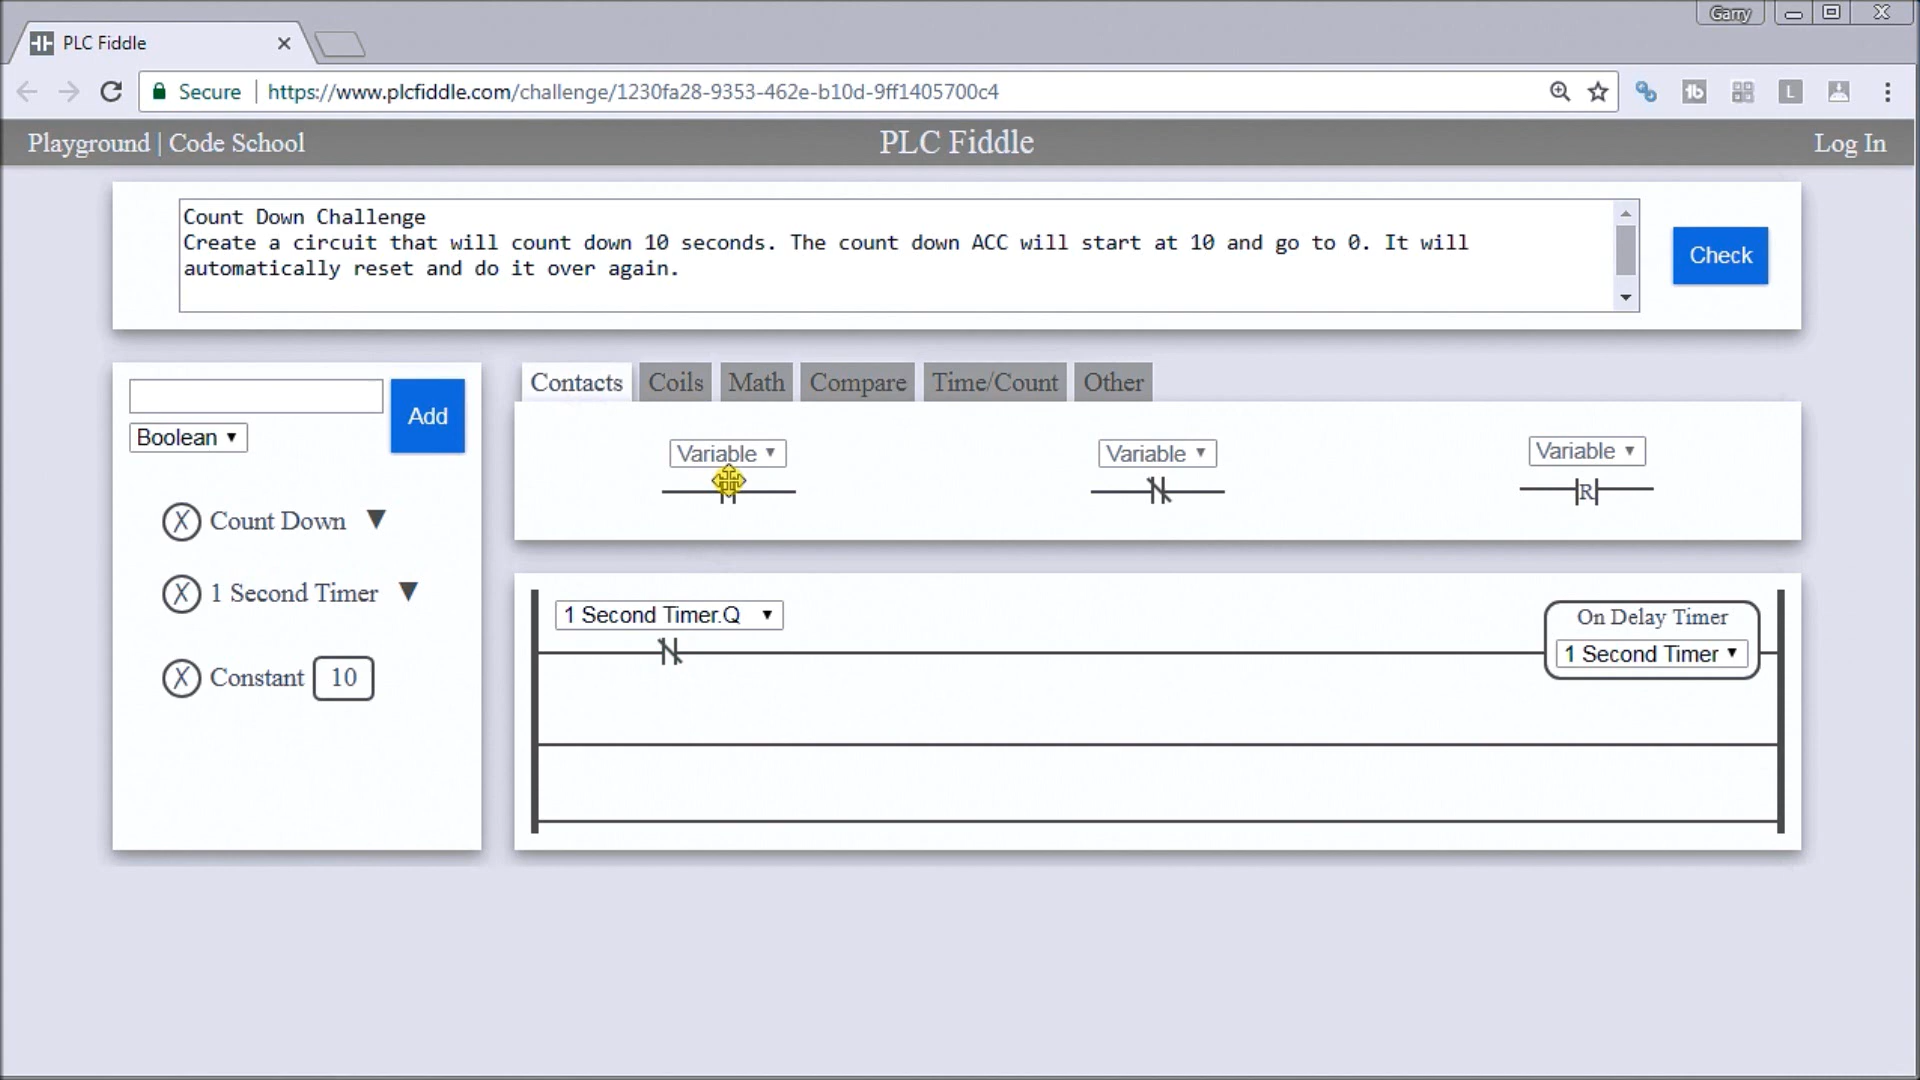 Garry
PLC Fiddle
Secure https://www.plcfiddle.com/challenge/1230fa28-9353-462e-b10d-9ff1405700c4
Playground | Code School
PLC Fiddle
Log In
Count Down Challenge
Create a circuit that will count down 10 seconds. The count down ACC will start at 10 and go to 0. It will
automatically reset and do it over again.
Check
Add
Boolean
Contacts Coils Math Compare Time/Count Other
Variable Variable Variable
R
X Count Down
X 1 Second Timer
X Constant 10
1 Second Timer.Q
On Delay Timer
1 Second Timer